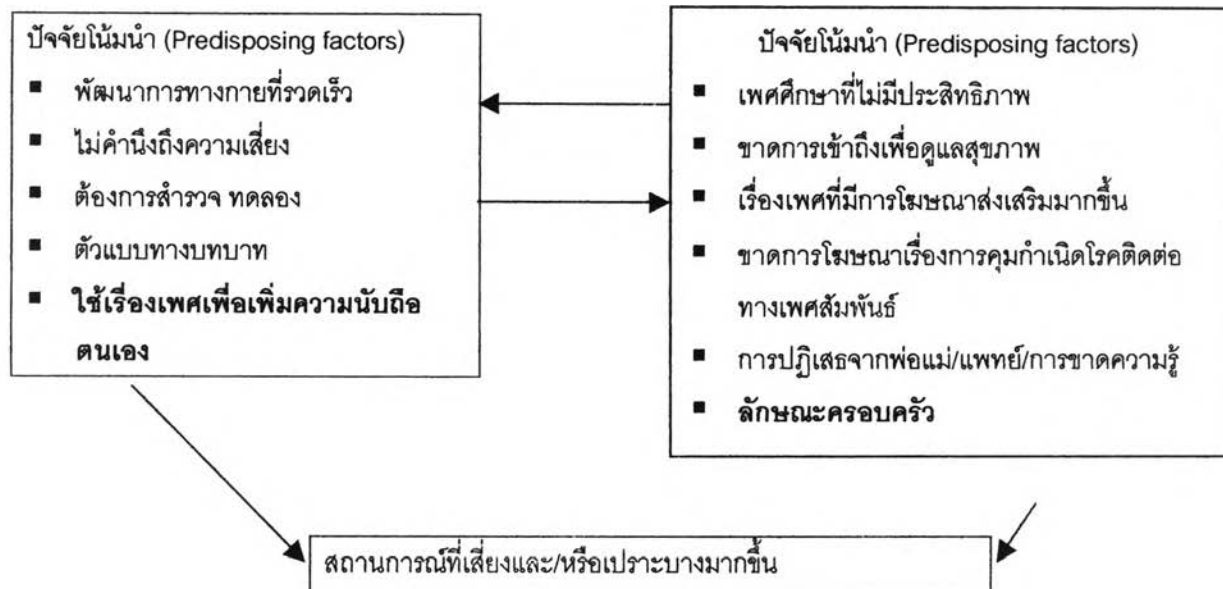 ปัจจัยโน้มนำ (Predisposing factors)
▪ พัฒนาการทางกายที่รวดเร็ว
▪ ไม่คำนึงถึงความเสี่ยง
▪ ต้องการสำรวจ ทดลอง
▪ ตัวแบบทางบทบาท
▪ ใช้เรื่องเพศเพื่อเพิ่มความนับถือ
ตนเอง
ปัจจัยโน้มนำ (Predisposing factors)
▪ เพศศึกษาที่ไม่มีประสิทธิภาพ
▪ ขาดการเข้าถึงเพื่อดูแลสุขภาพ
▪ เรื่องเพศที่มีการโฆษณาส่งเสริมมากขึ้น
▪ ขาดการโฆษณาเรื่องการคุมกำเนิดโรคติดต่อ
ทางเพศสัมพันธ์
▪ การปฏิเสธจากพ่อแม่/แพทย์/การขาดความรู้
▪ ลักษณะครอบครัว
สถานการณ์ที่เสี่ยงและ/หรือเปราะบางมากขึ้น